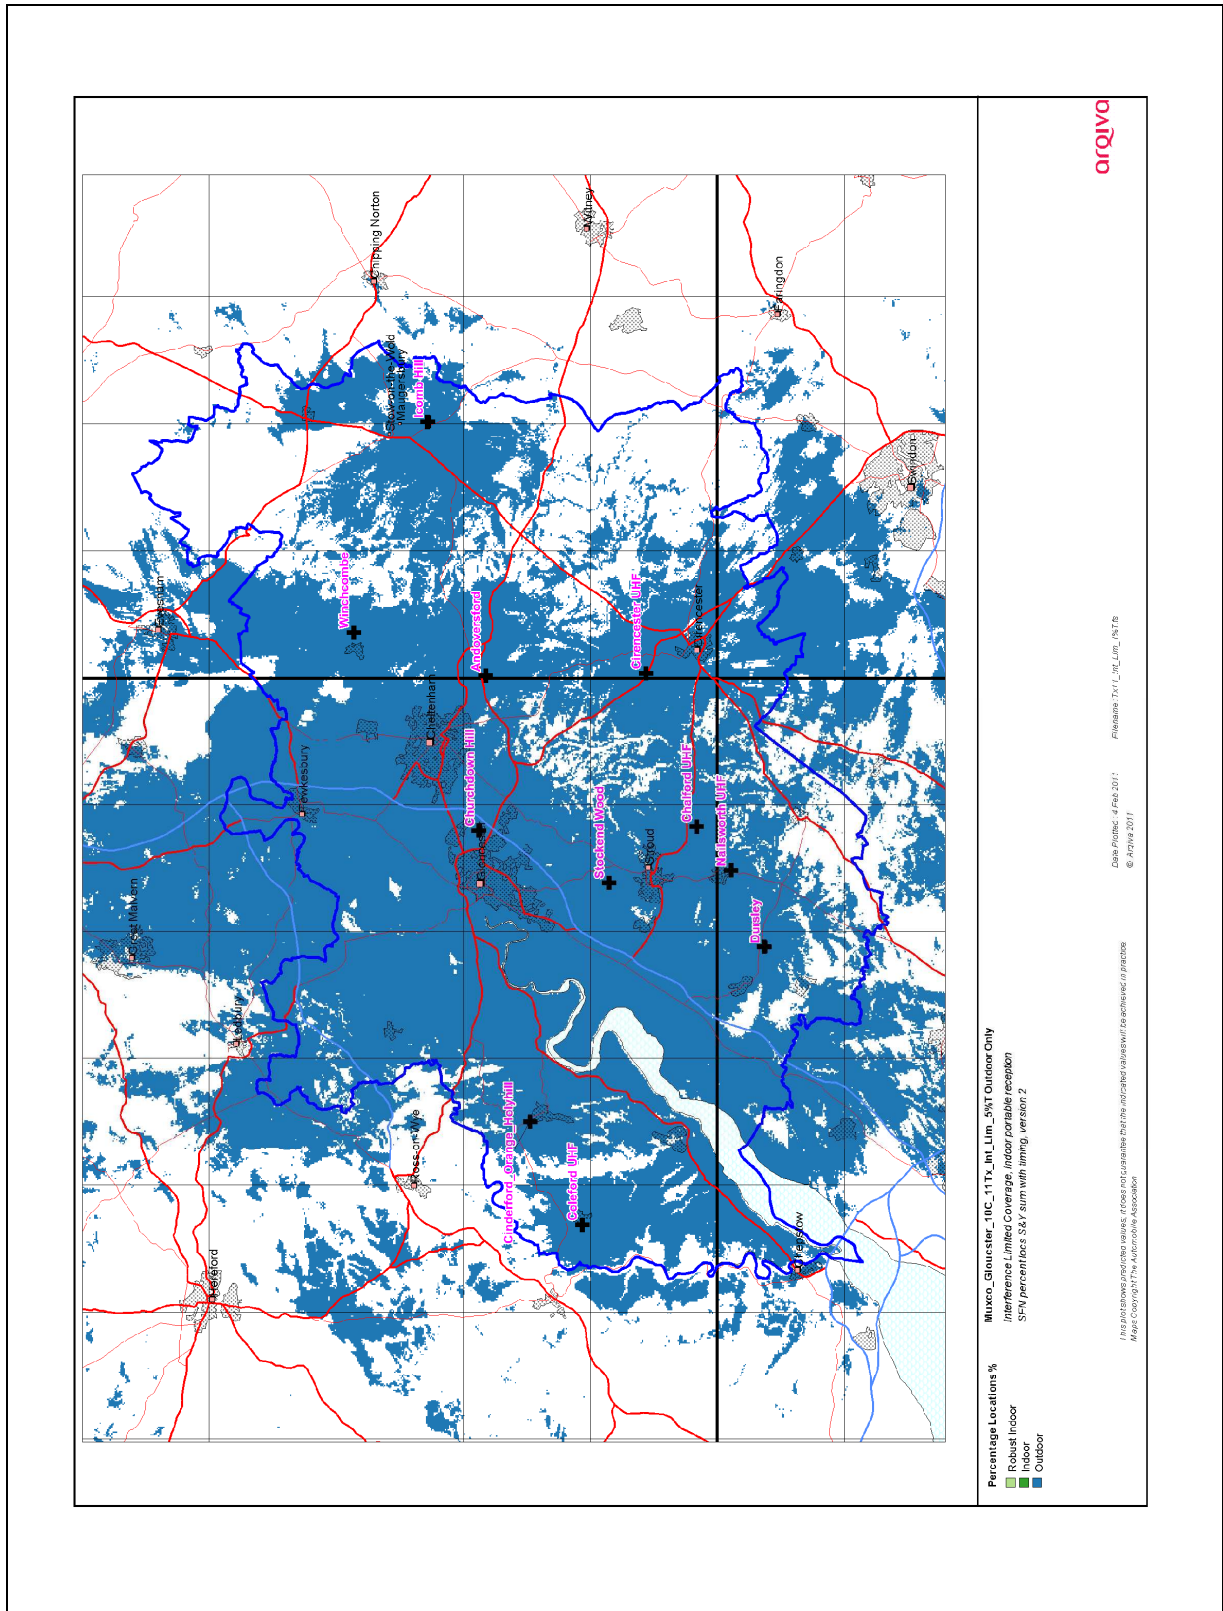 Great Malvern
Evesham
Ledbury
Hereford
Tewkesbury
Winchcombe
Chipping Norton
Stow-on-the-Wold
Maugersbury
Icomb Hill
Ross-on-Wye
Cheltenham
Churchdown Hill
Andoversford
Cinderford_Orange_Holyhill
Coleford UHF
Stockend Wood
Stroud
Cirencester UHF
Cirencester
Chalford UHF
Nailsworth UHF
Dursley
Witney
Faringdon
Swindon
Chepstow
Percentage Locations %
Robust Indoor
Indoor
Outdoor
Muxco_Gloucster_10C_11Tx_Int_Lim_5%T Outdoor Only
Interference Limited Coverage, indoor portable reception
SFN percent locs S&Y sum with timing, version 2
This plot shows predicted values, it does not guarantee that the indicated values will be achieved in practice.
Maps Copyright The Automobile Association
Date Plotted : 4 Feb 2011
© Arqiva 2011
arqiva